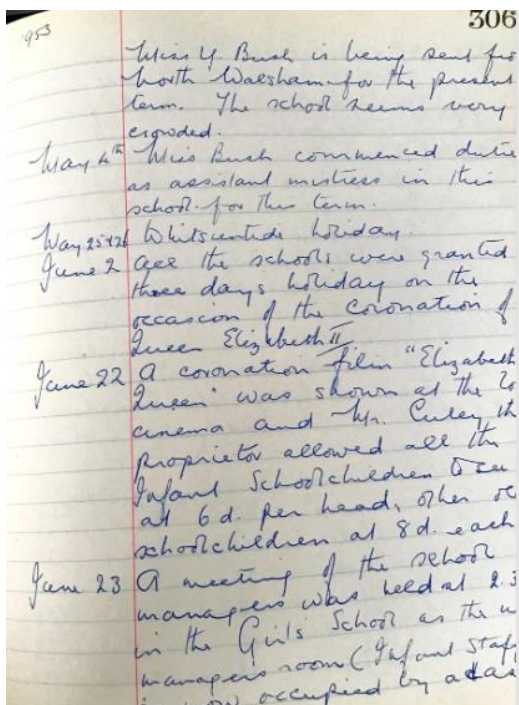 306
1953
Miss Y. Bush is being sent fro
North Walsham for the present
term. The school seems very
crowded.
May 4th Miss Bush commenced dutie
as assistant mistress in this
school for this term.
May 25 & 26 Whitsuntide holiday.
June 2 All the schools were granted
three days holiday on the
occasion of the coronation of
Queen Elizabeth II
June 22 A coronation film "Elizabeth
Queen" was shown at the
cinema and Mr. the
proprietor allowed all the
Infant Schoolchildren to see
at 6d. per head, other
schoolchildren at 8d. each
June 23 A meeting of the school
managers was held at 2.3
in the Girls School as the
managers room (Infant Staff
occupied by a